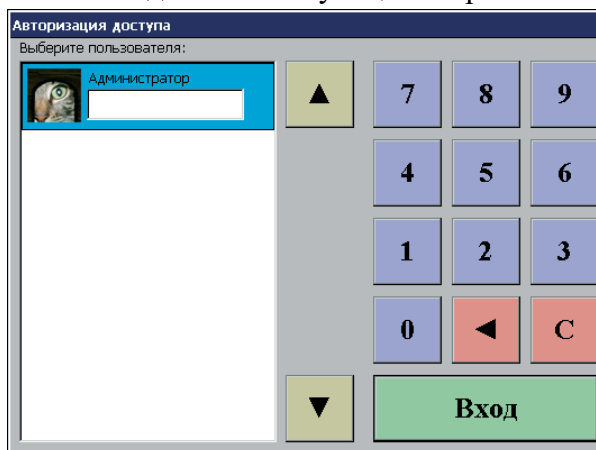 Авторизация доступа
Выберите пользователя:
Администратор
7 8 9
4 5 6
1 2 3
0 C
Вход